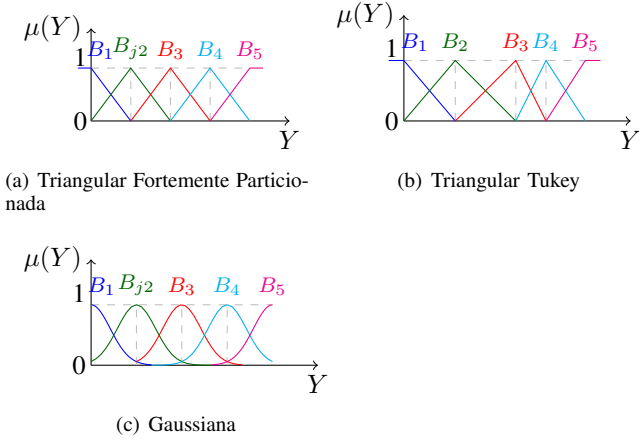 μ(Y)
1
B1 Bj2 B3 B4 B5
0
Y
(a) Triangular Fortemente Particio-
nada
μ(Y)
1
B1 B2 B3 B4 B5
0
Y
(b) Triangular Tukey
μ(Y)
1
B1 Bj2 B3 B4 B5
0
Y
(c) Gaussiana